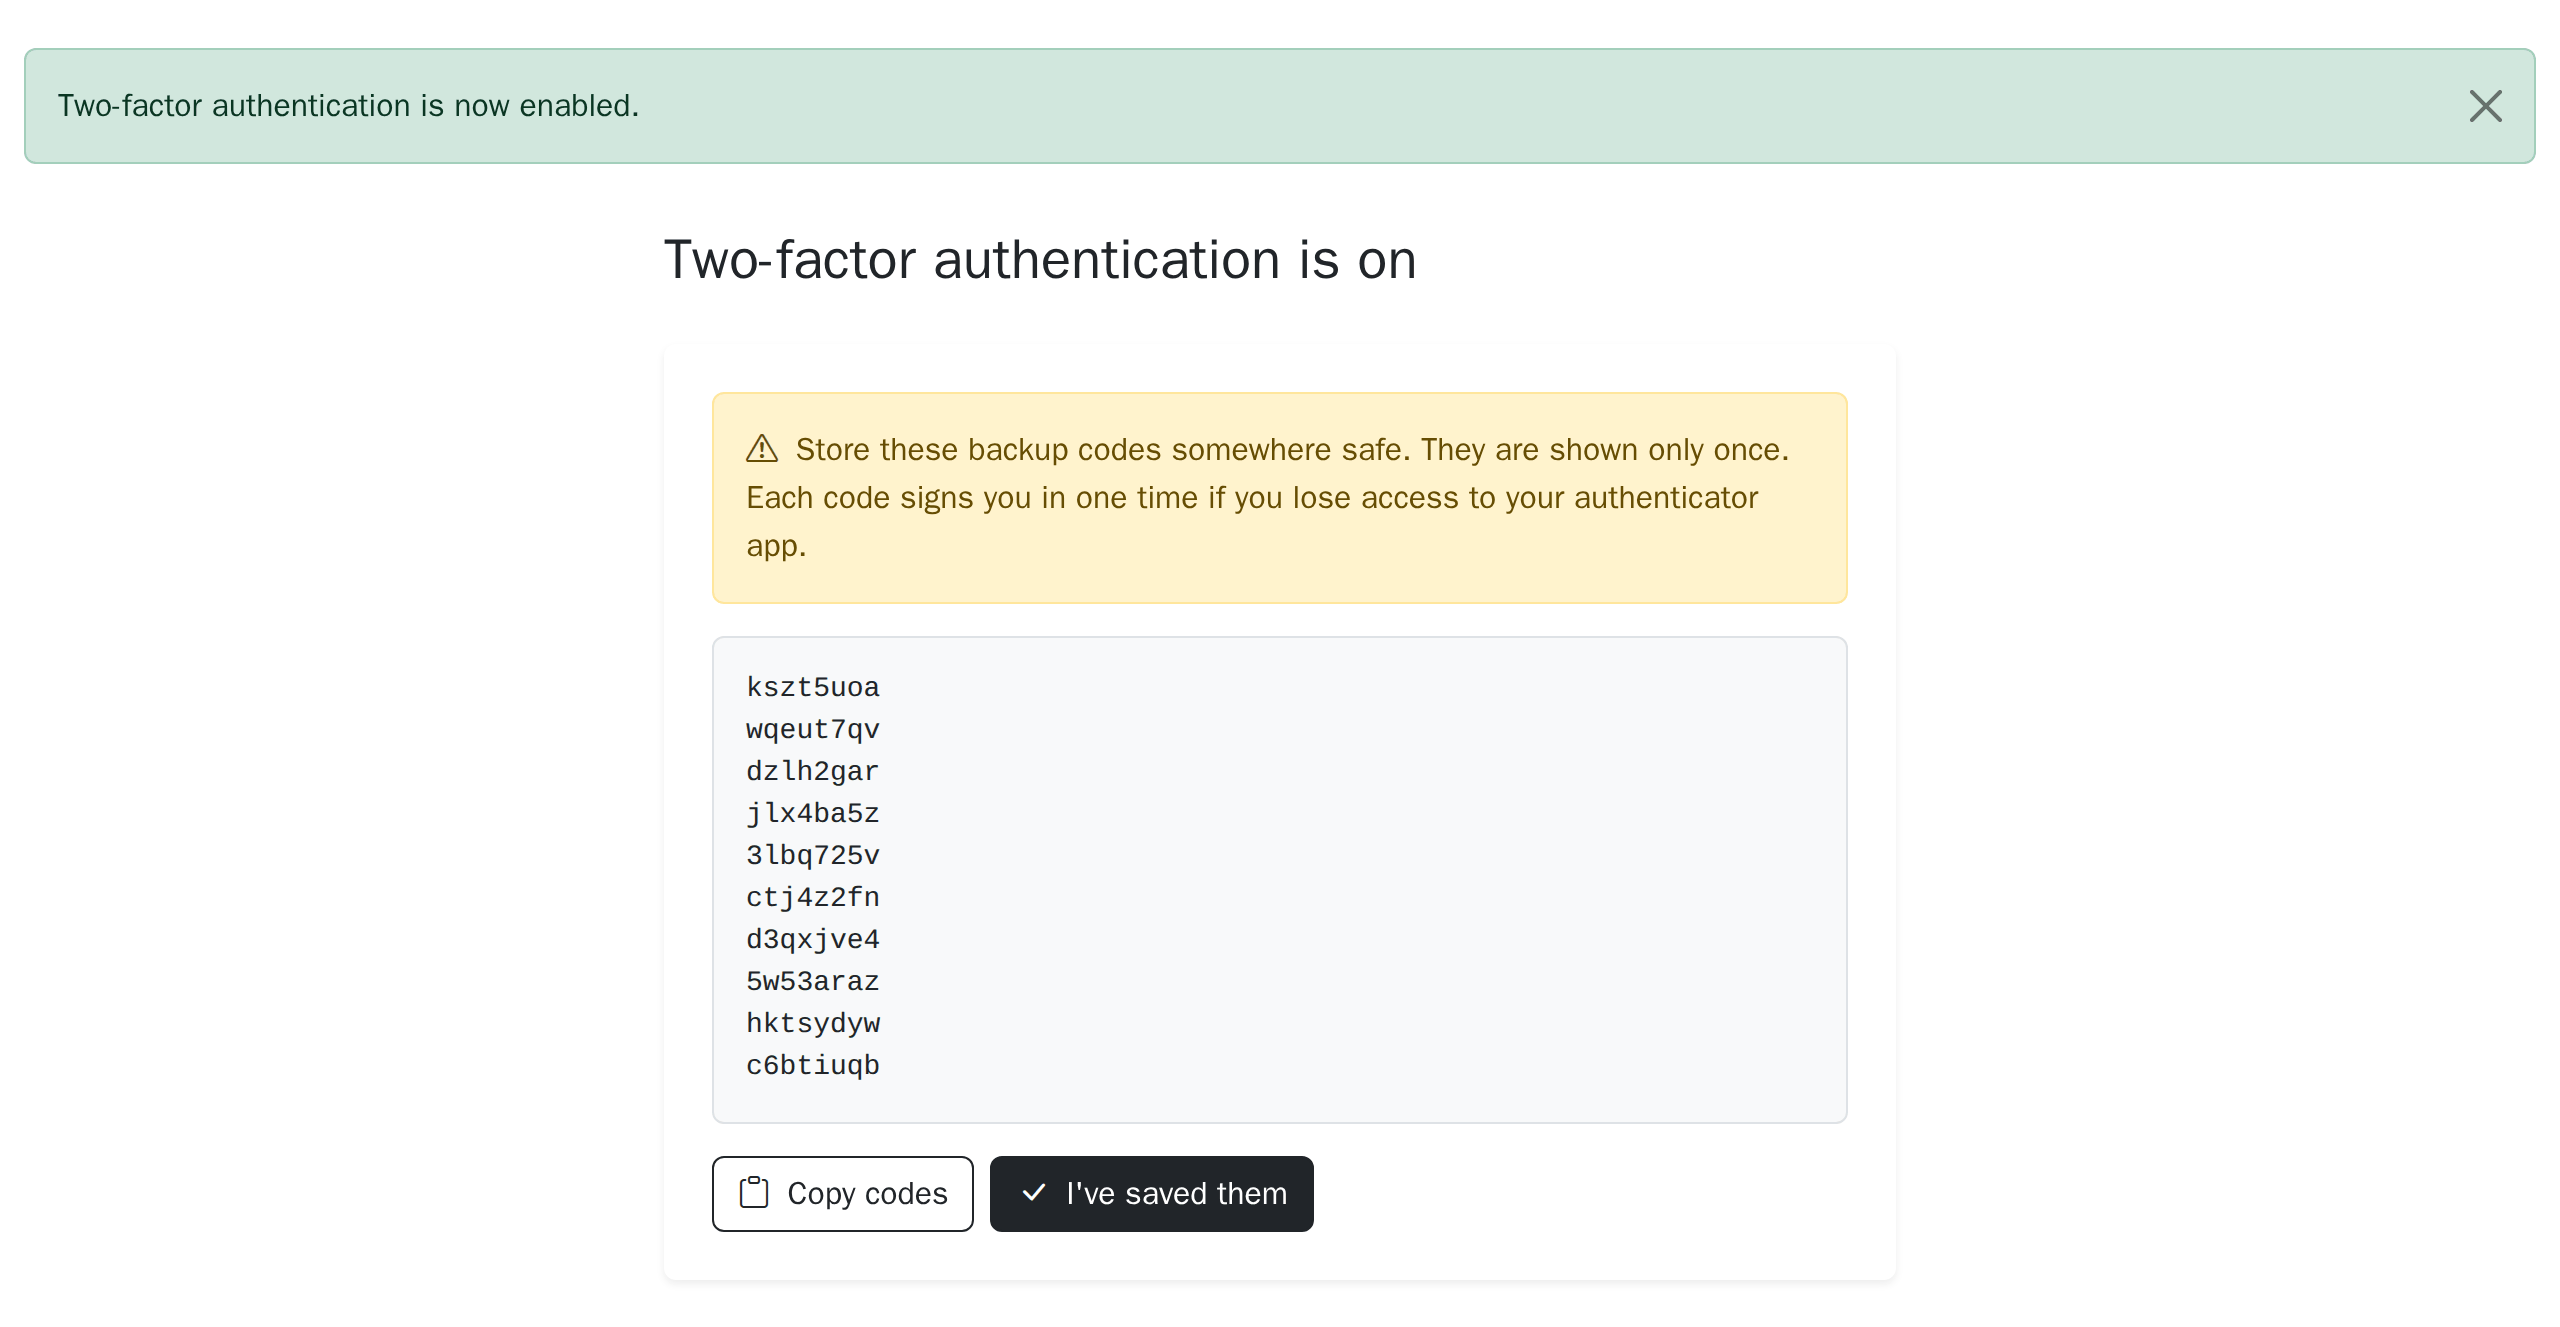 Two-factor authentication is now enabled.
Two-factor authentication is on
Store these backup codes somewhere safe. They are shown only once.
Each code signs you in one time if you lose access to your authenticator
app.
kszt5uoa
wqeut7qv
dzlh2gar
jlx4ba5z
3lbq725v
ctj4z2fn
d3qxjve4
5w53araz
hktsydyw
c6btiuqb
Copy codes
I've saved them